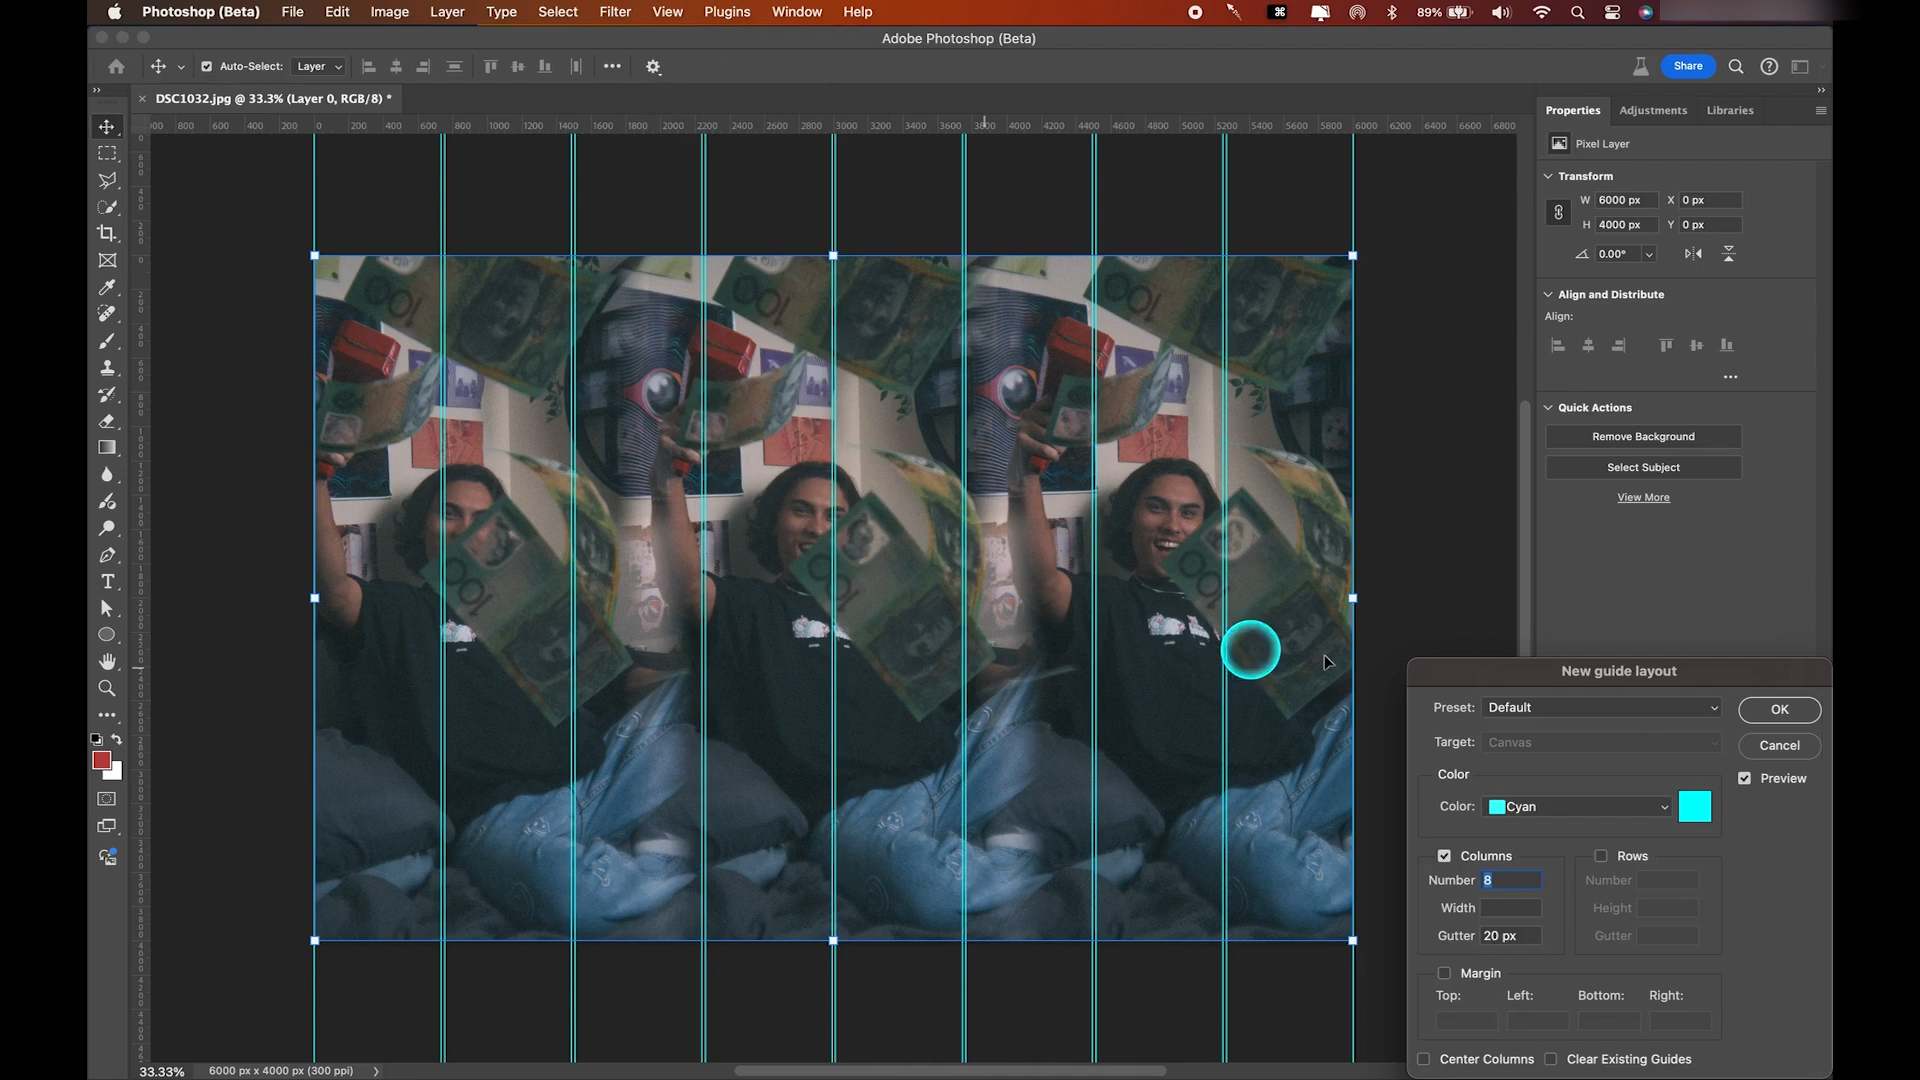 Photoshop (Beta) File Edit Image Layer Type Select Filter View Plugins Window Help 89%
Adobe Photoshop (Beta)
Auto-Select: Layer Share
DSC1032.jpg @ 33.3% (Layer 0, RGB/8) *
800 600 400 200 0 200 400 600 800 1000 1200 1400 1600 1800 2000 2200 2400 2600 2800 3000 3200 3400 3600 3800 4000 4200 4400 4600 4800 5000 5200 5400 5600 5800 6000 6200 6400 6600 6800
Properties Adjustments Libraries
Pixel Layer
Transform
W 6000 px X 0 px
H 4000 px Y 0 px
0.00°
Align and Distribute
Align:
Quick Actions
Remove Background
Select Subject
View More
100
100
100
100
100
New guide layout
Preset: Default OK
Target: Canvas Cancel
Color Preview
Color: Cyan
Columns Rows
Number 8 Number
Width Height
Gutter 20 px Gutter
Margin
Top: Left: Bottom: Right:
Center Columns Clear Existing Guides
33.33% 6000 px x 4000 px (300 ppi)